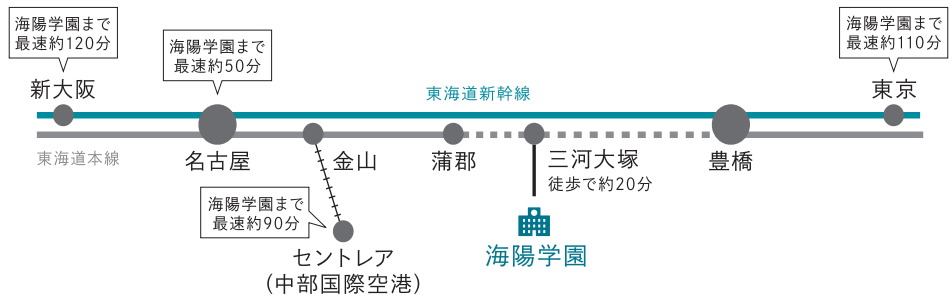 海陽学園まで
最速約120分
新大阪
海陽学園まで
最速約50分
海陽学園まで
最速約110分
東京
東海道新幹線
東海道本線
名古屋
金山
蒲郡
三河大塚
徒歩で約20分
豊橋
海陽学園まで
最速約90分
セントレア
(中部国際空港)
海陽学園